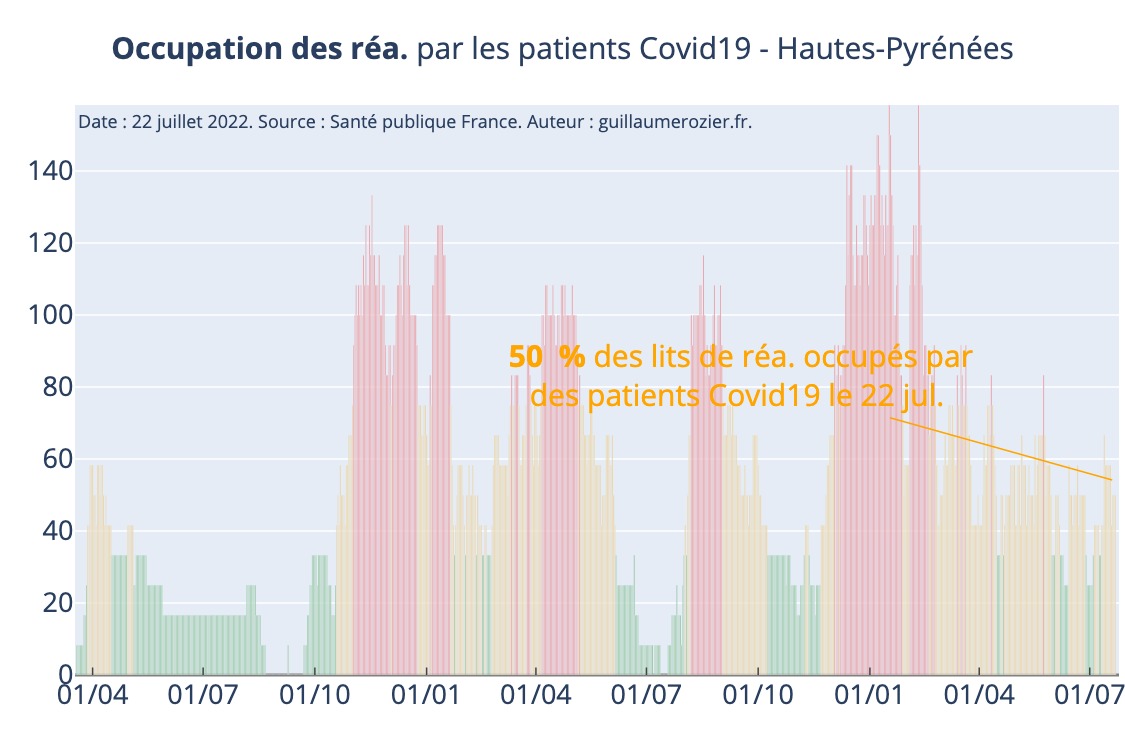 Occupation des réa. par les patients Covid19 - Hautes-Pyrénées
Date : 22 juillet 2022. Source : Santé publique France. Auteur : guillaumerozier.fr.
140
120
100
80
60
40
20
0
50  % des lits de réa. occupés par
des patients Covid19 le 22 jul.
01/04 01/07 01/10 01/01 01/04 01/07 01/10 01/01 01/04 01/07